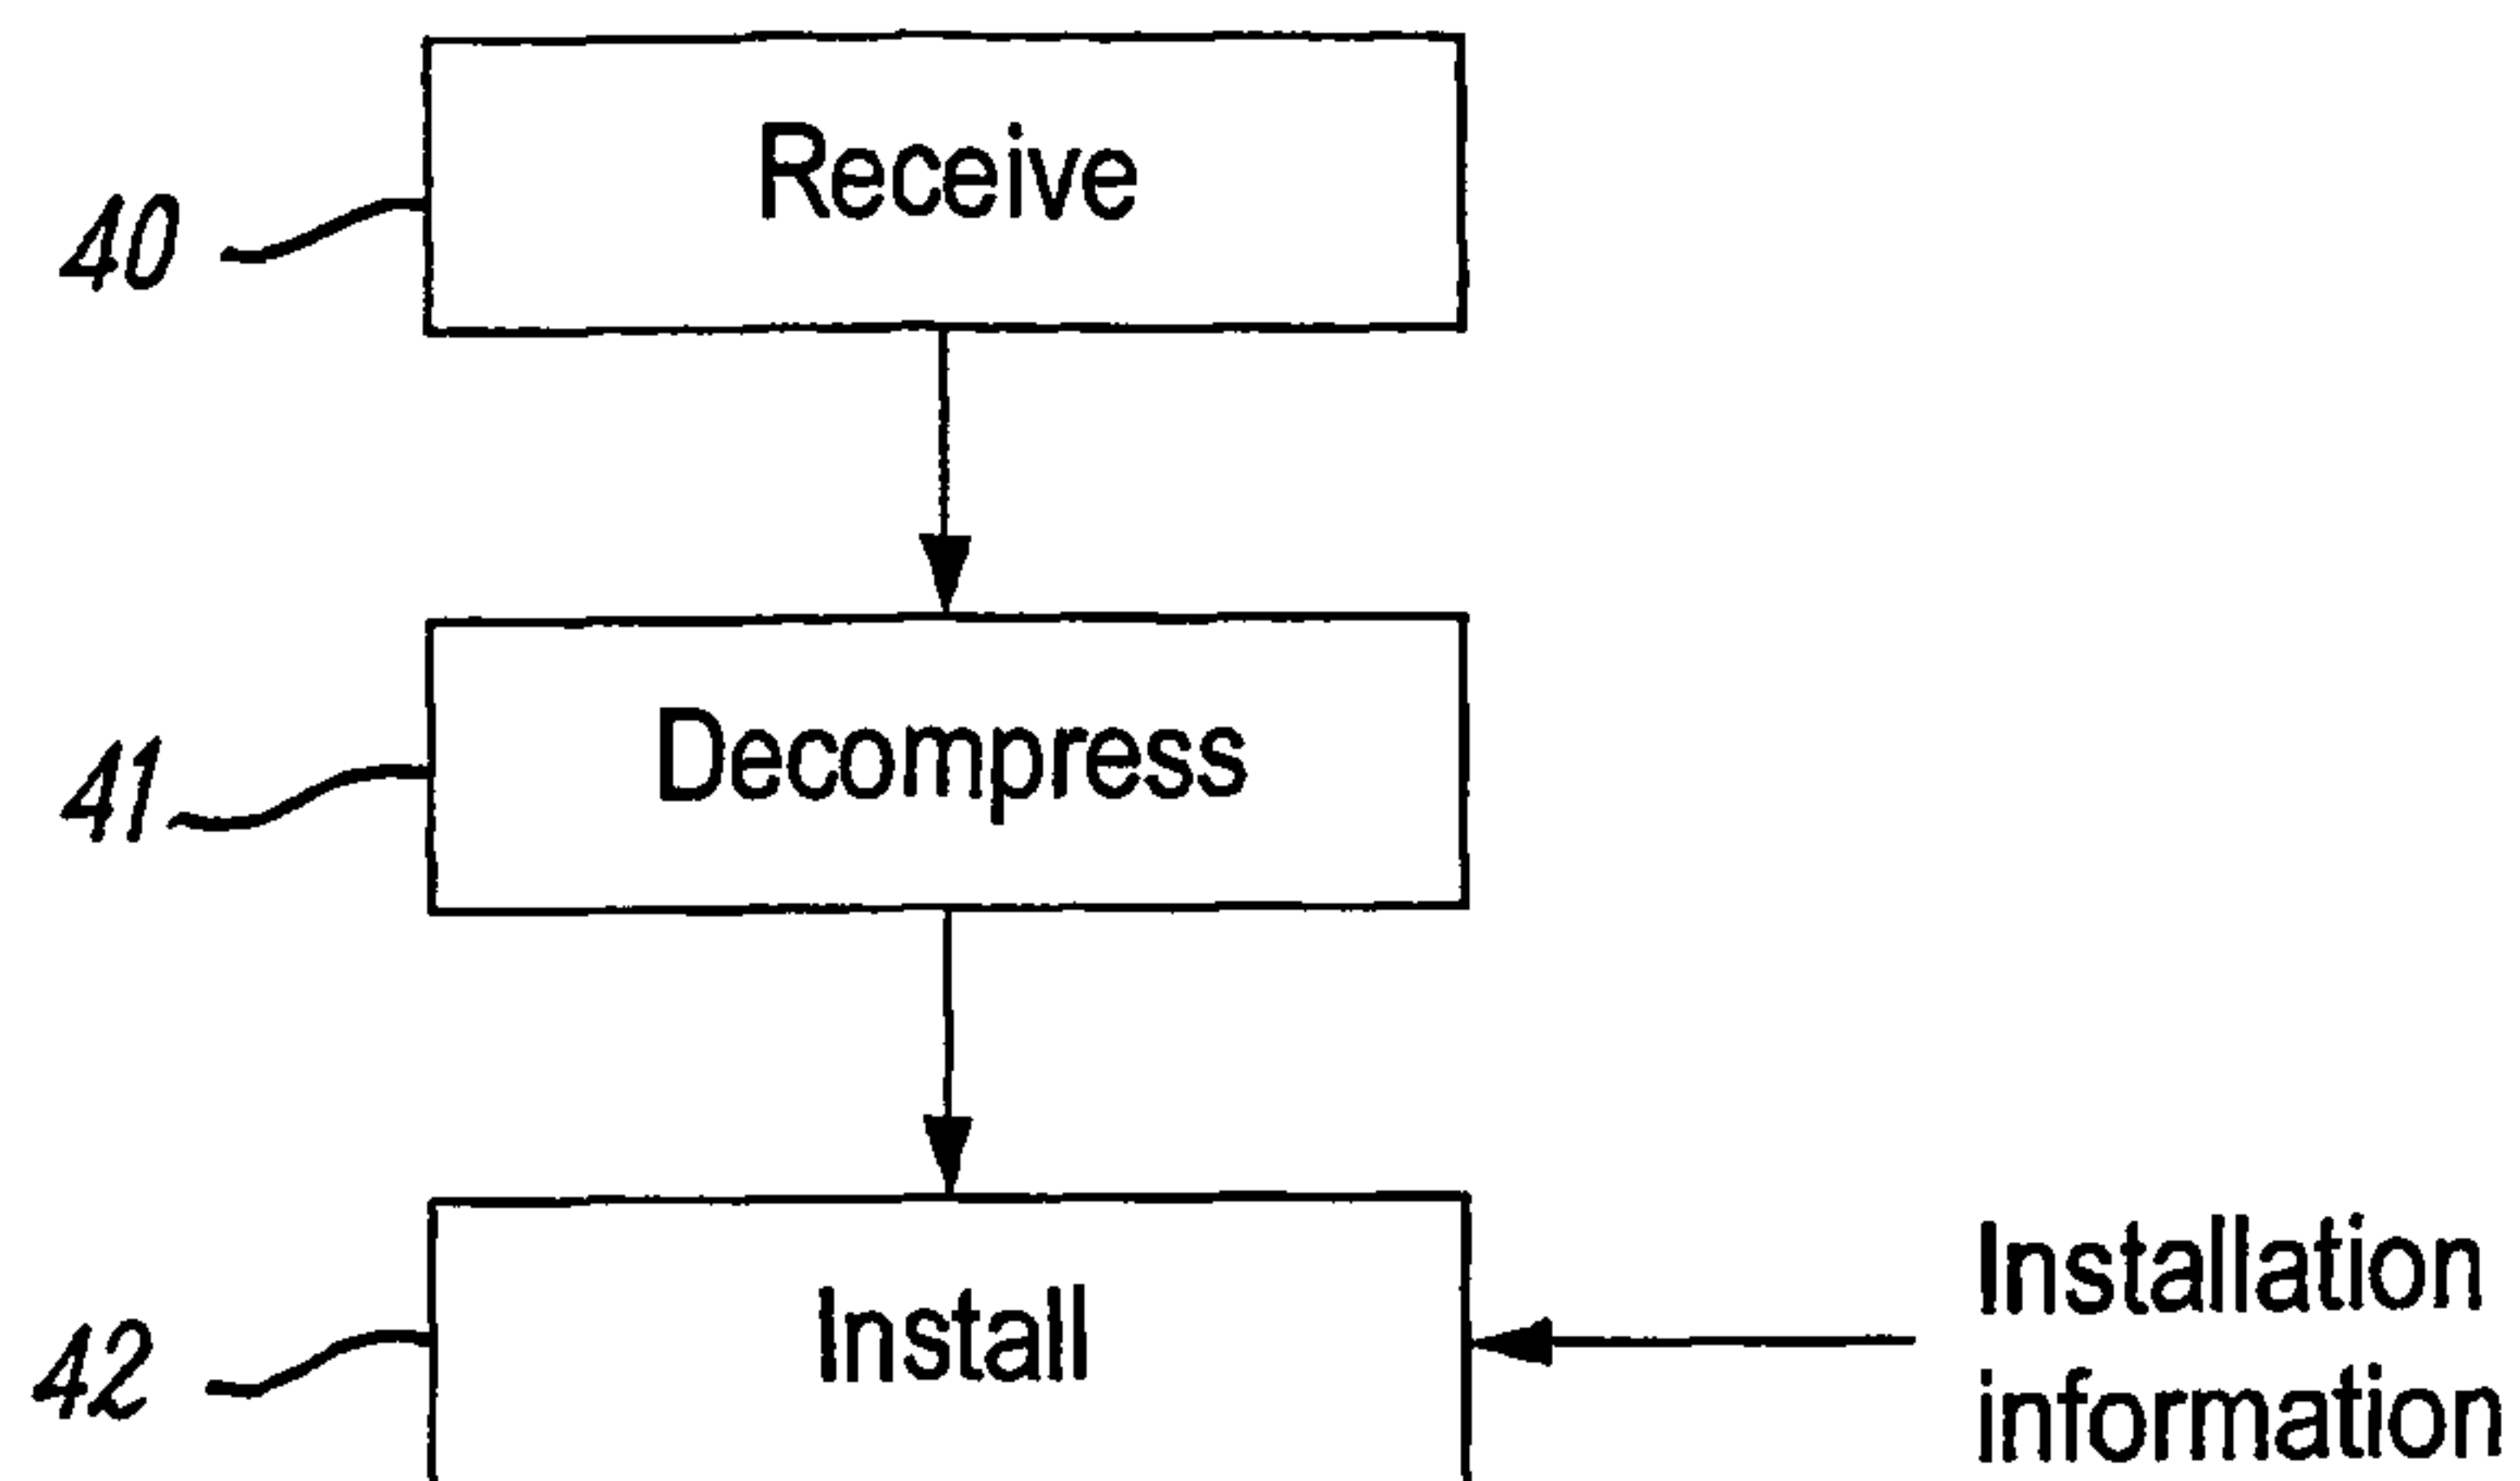 Receive
40
Decompress
41
Install
42
Installation
information